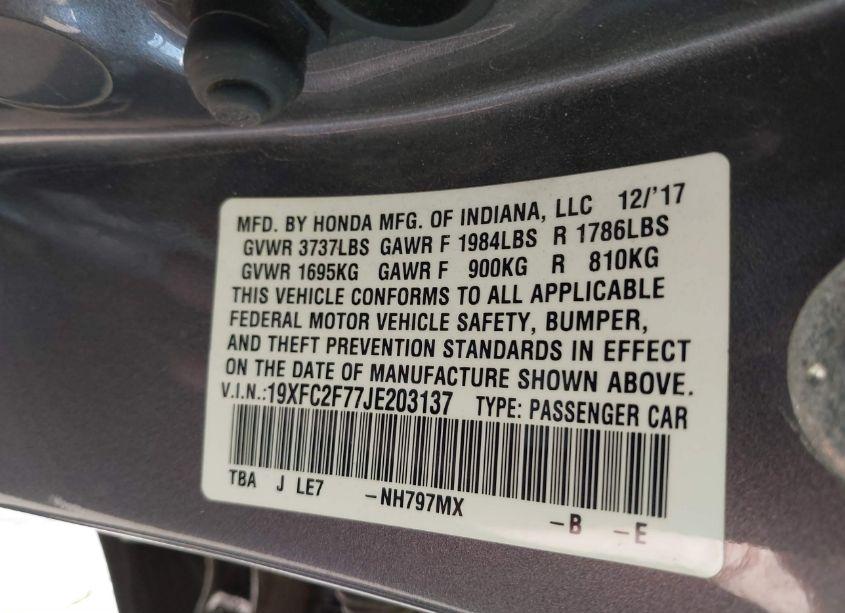 MFD. BY HONDA MFG. OF INDIANA, LLC 12/'17
GVWR 3737LBS GAWR F 1984LBS R 1786LBS
GVWR 1695KG GAWR F 900KG R 810KG
THIS VEHICLE CONFORMS TO ALL APPLICABLE
FEDERAL MOTOR VEHICLE SAFETY, BUMPER,
AND THEFT PREVENTION STANDARDS IN EFFECT
ON THE DATE OF MANUFACTURE SHOWN ABOVE.
V.I.N.:19XFC2F77JE203137 TYPE: PASSENGER CAR
TBA J LE7 -NH797MX -B -E